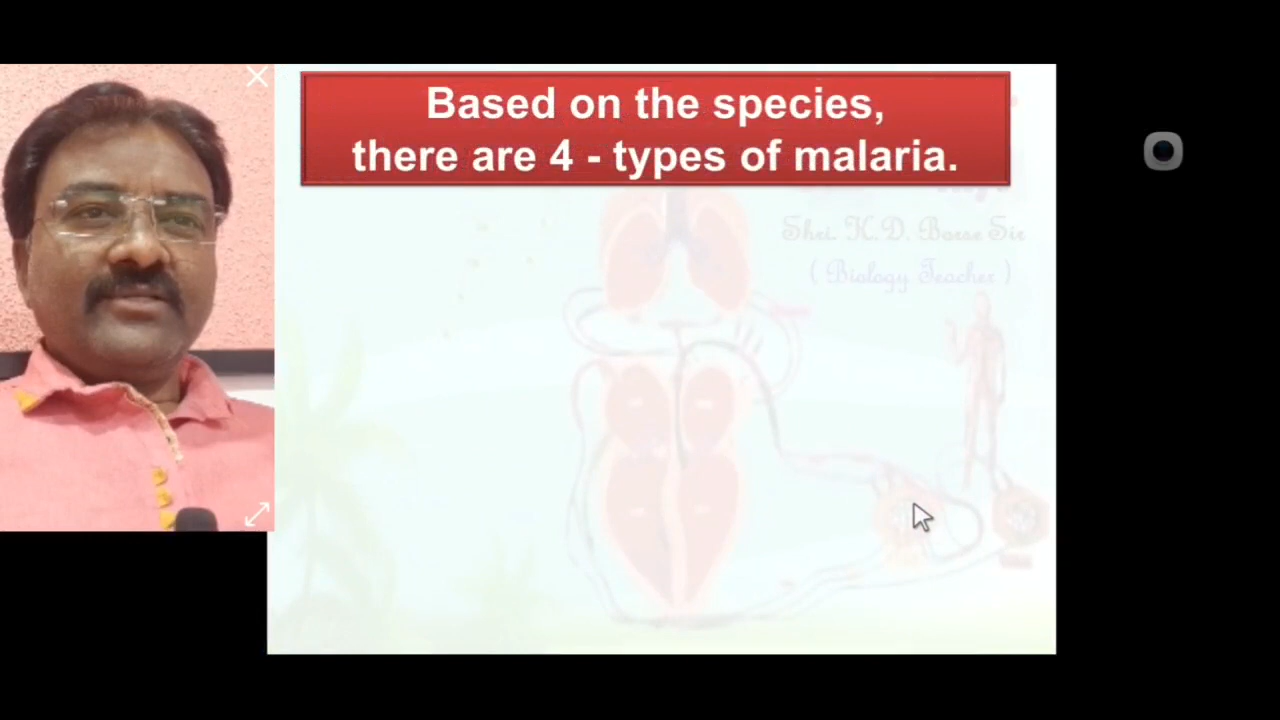 Based on the species,
there are 4 - types of malaria.
Shri. K.D. Borse Sir
( Biology Teacher )